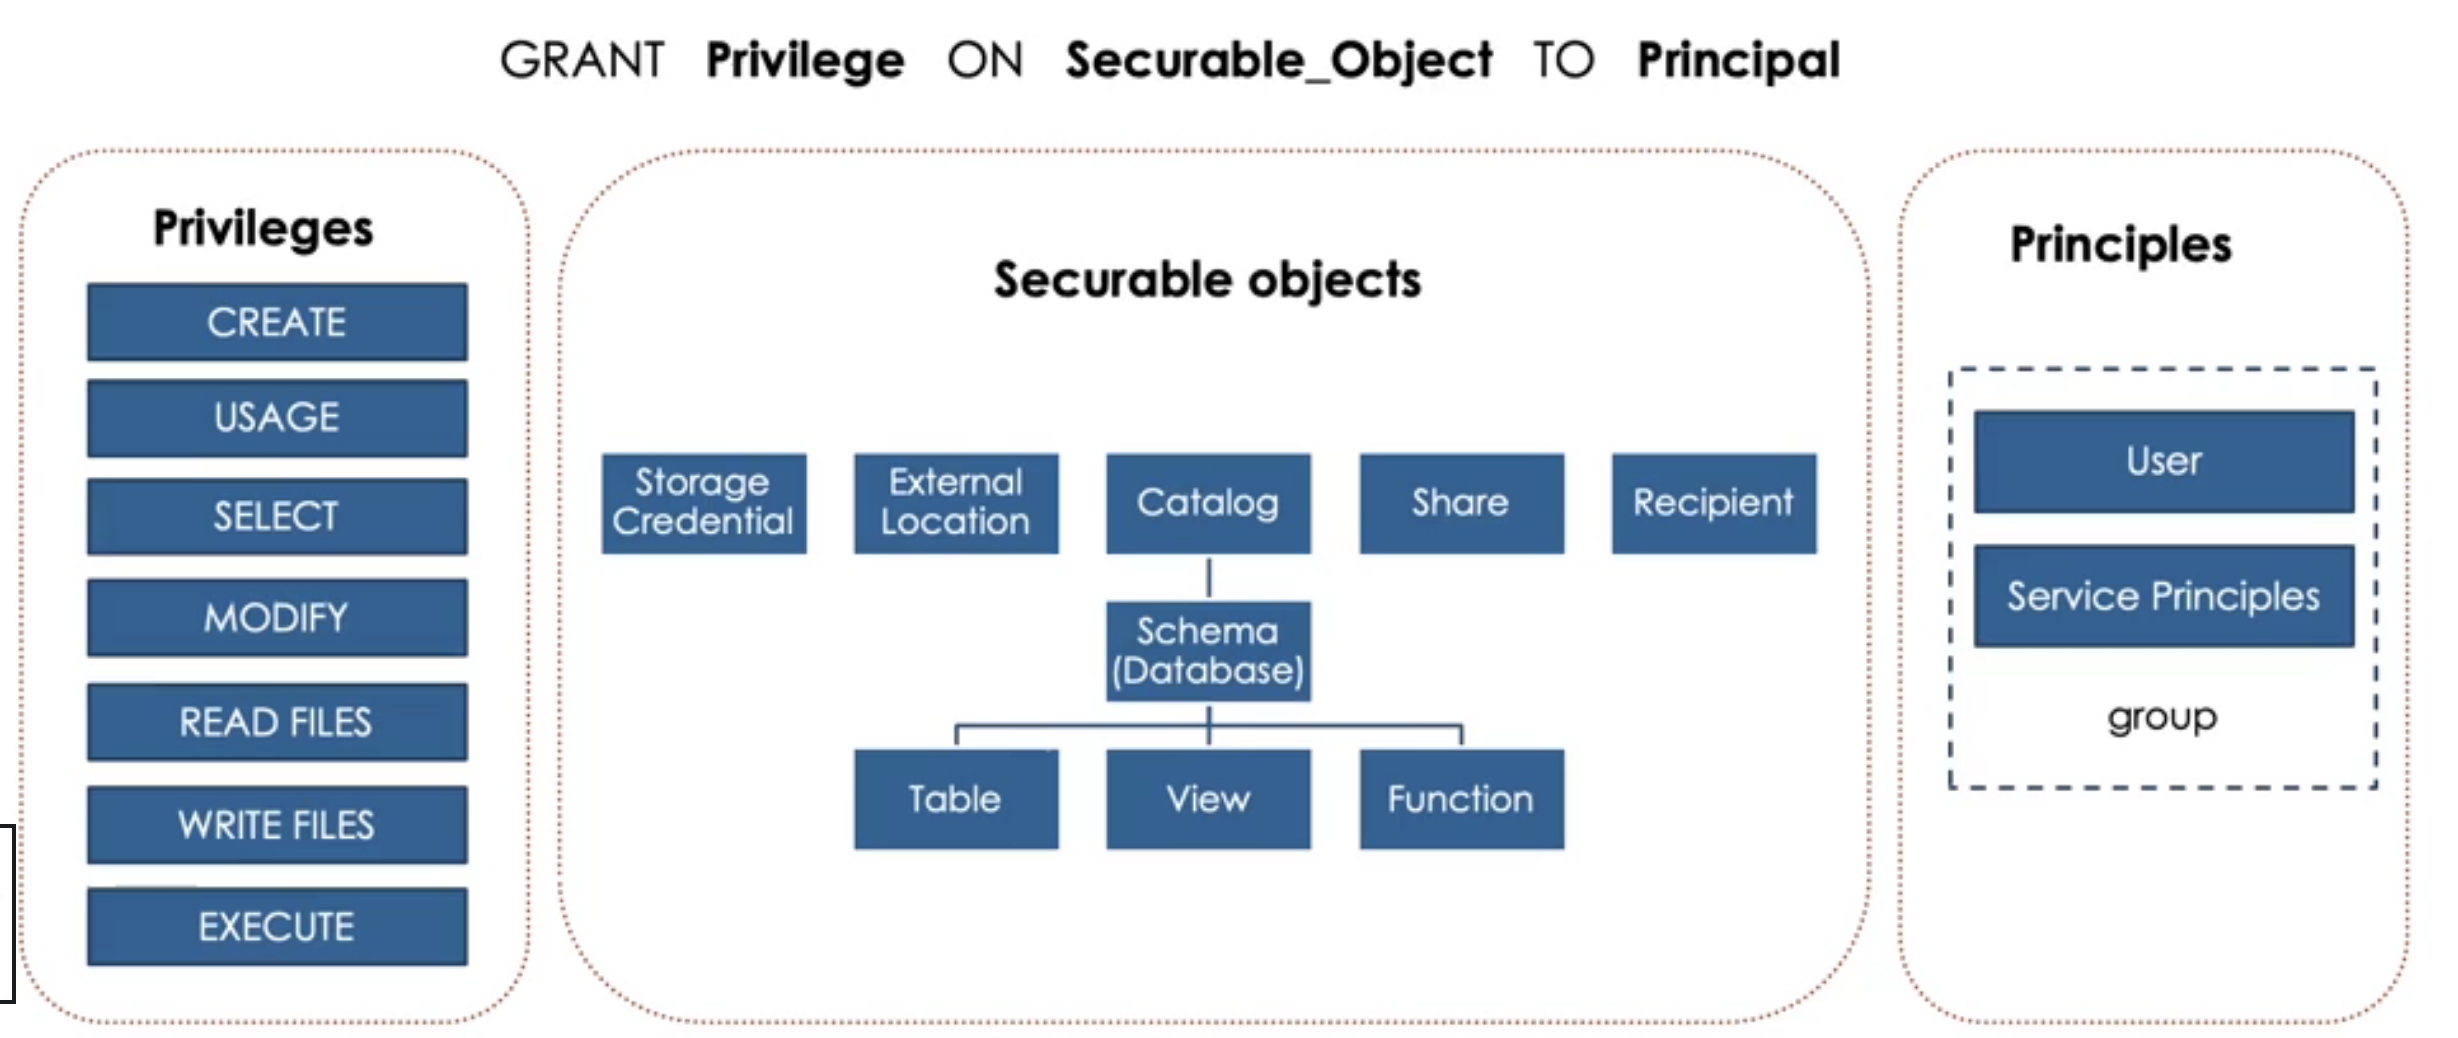 GRANT Privilege ON Securable_Object TO Principal
Privileges
CREATE
USAGE
SELECT
MODIFY
READ FILES
WRITE FILES
EXECUTE
Securable objects
Storage
Credential
External
Location
Catalog
Share
Recipient
Schema
(Database)
Table
View
Function
Principles
User
Service Principles
group